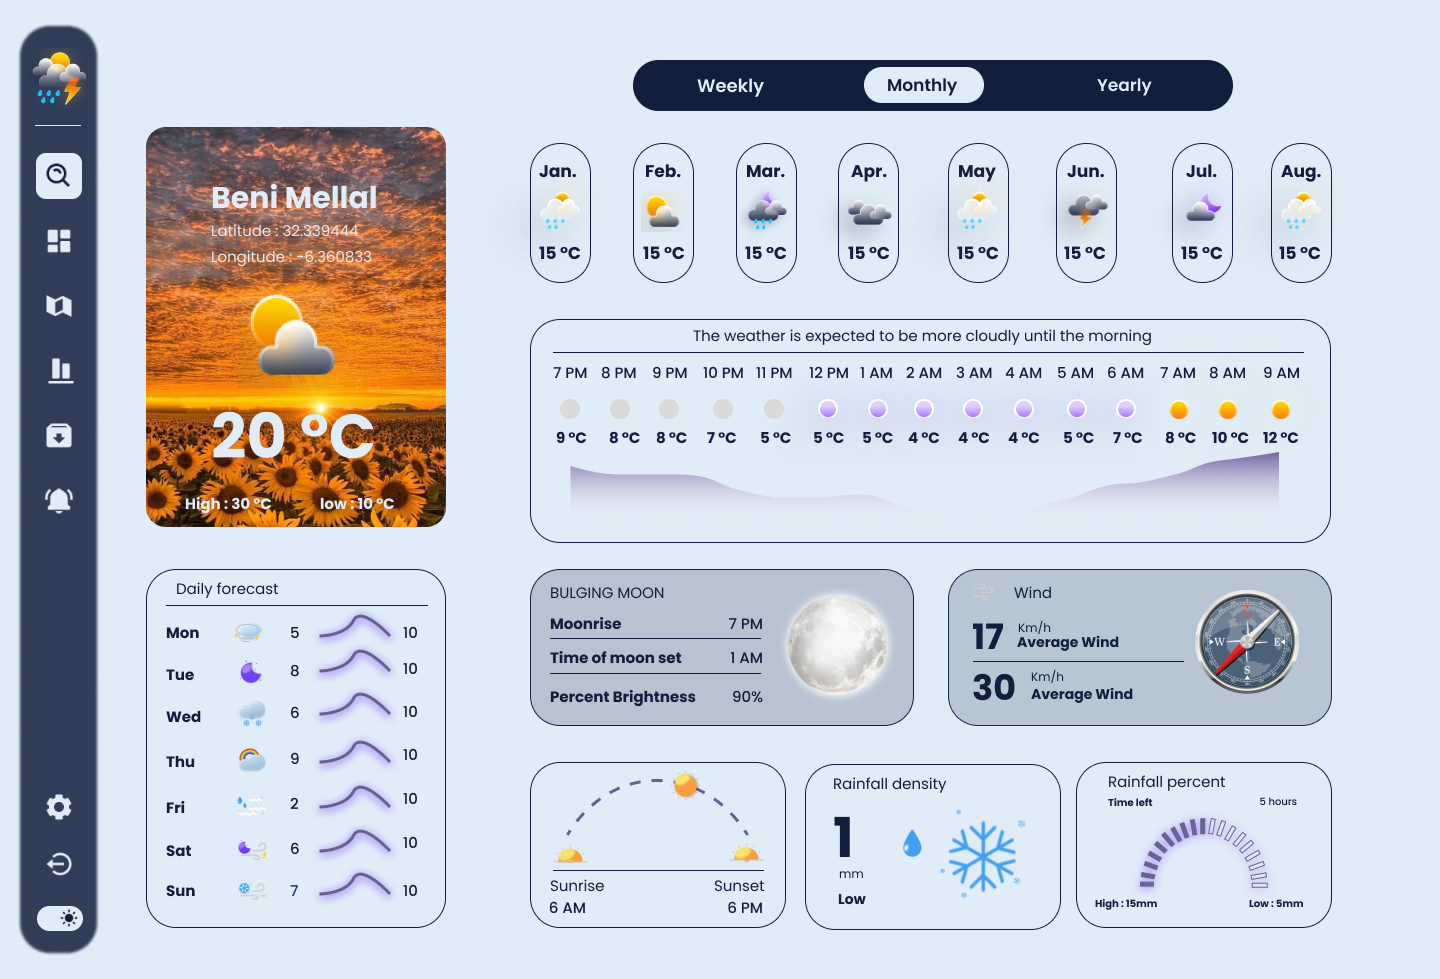 Weekly Monthly Yearly
Jan. Feb. Mar. Apr. May Jun. Jul. Aug.
15 °C 15 °C 15 °C 15 °C 15 °C 15 °C 15 °C 15 °C
Beni Mellal
Latitude : 32.339444
Longitude : -6.360833
20 °C
High : 30 °C low : 10 °C
The weather is expected to be more cloudly until the morning
7 PM 8 PM 9 PM 10 PM 11 PM 12 PM 1 AM 2 AM 3 AM 4 AM 5 AM 6 AM 7 AM 8 AM 9 AM
9 °C 8 °C 8 °C 7 °C 5 °C 5 °C 5 °C 4 °C 4 °C 4 °C 5 °C 7 °C 8 °C 10 °C 12 °C
Daily forecast
Mon 5 10
Tue 8 10
Wed 6 10
Thu 9 10
Fri 2 10
Sat 6 10
Sun 7 10
BULGING MOON
Moonrise 7 PM
Time of moon set 1 AM
Percent Brightness 90%
Wind
17 Km/h
Average Wind
30 Km/h
Average Wind
N
W E
S
Sunrise Sunset
6 AM 6 PM
Rainfall density
1
mm
Low
Rainfall percent
Time left 5 hours
High : 15mm Low : 5mm